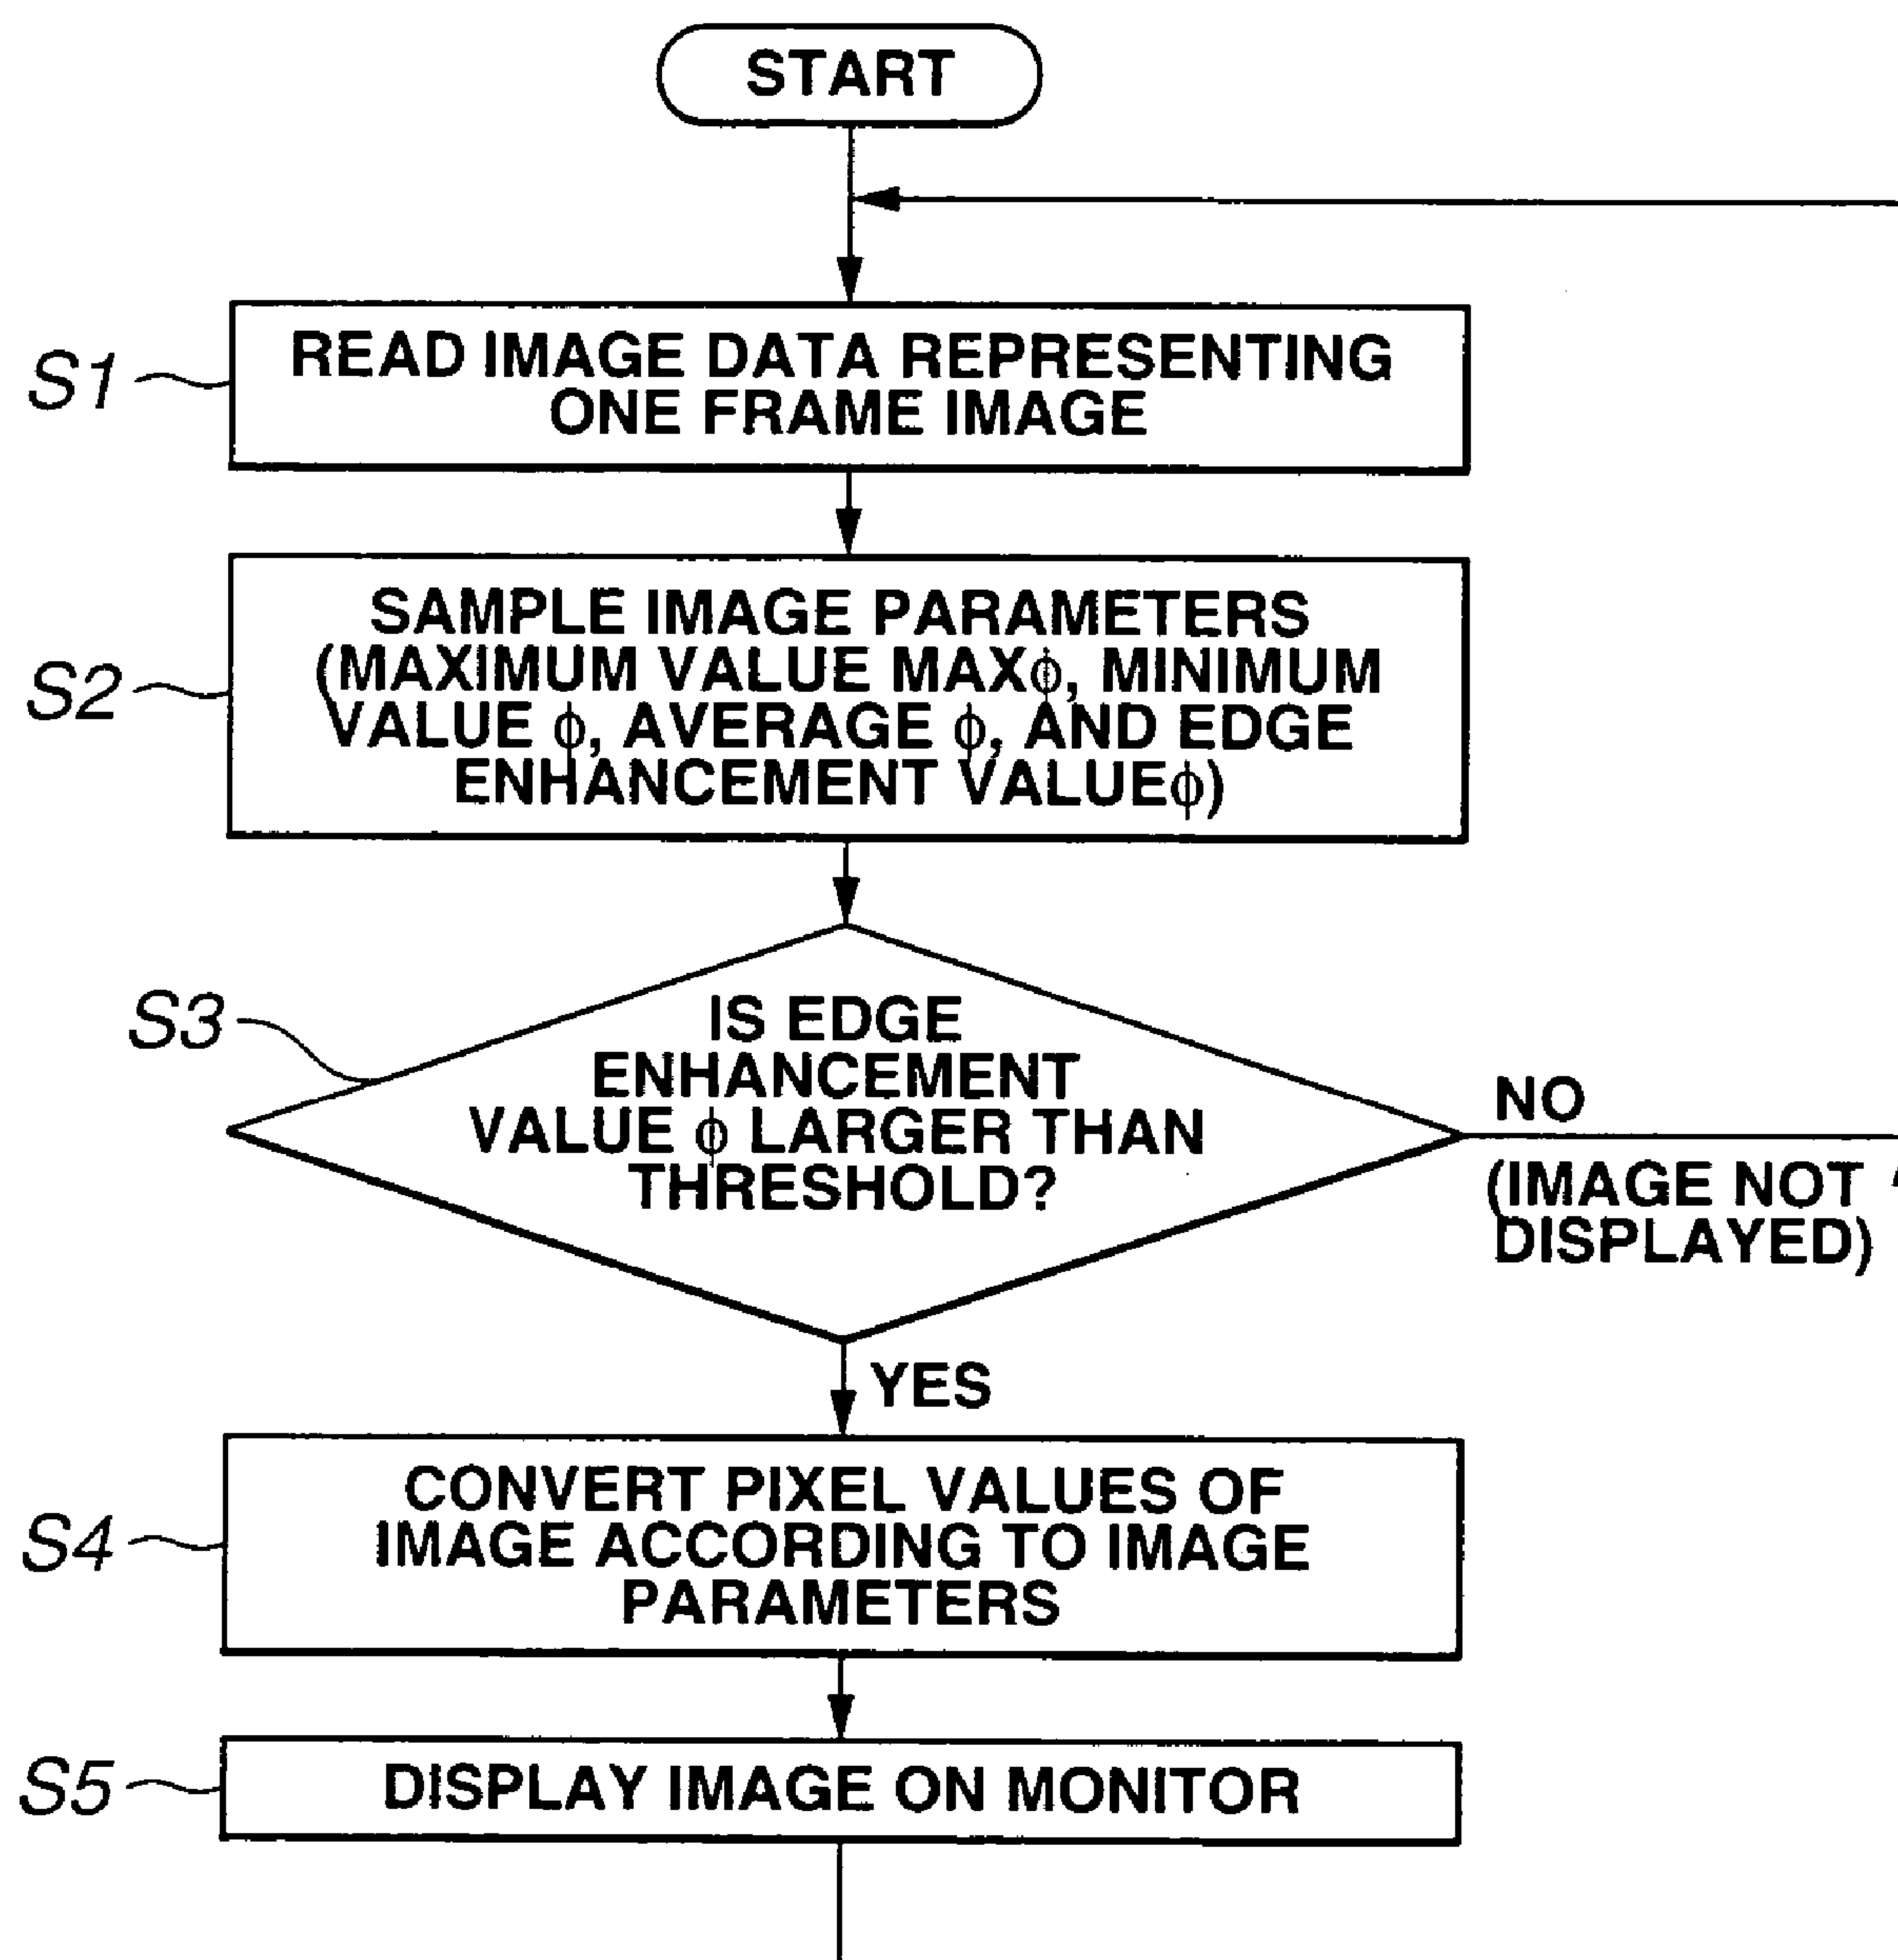 START
S1
READ IMAGE DATA REPRESENTING
ONE FRAME IMAGE
S2
SAMPLE IMAGE PARAMETERS
(MAXIMUM VALUE MAXϕ, MINIMUM
VALUE ϕ, AVERAGE ϕ, AND EDGE
ENHANCEMENT VALUEϕ)
S3
IS EDGE
ENHANCEMENT
VALUE ϕ LARGER THAN
THRESHOLD?
NO
(IMAGE NOT
DISPLAYED)
YES
S4
CONVERT PIXEL VALUES OF
IMAGE ACCORDING TO IMAGE
PARAMETERS
S5
DISPLAY IMAGE ON MONITOR